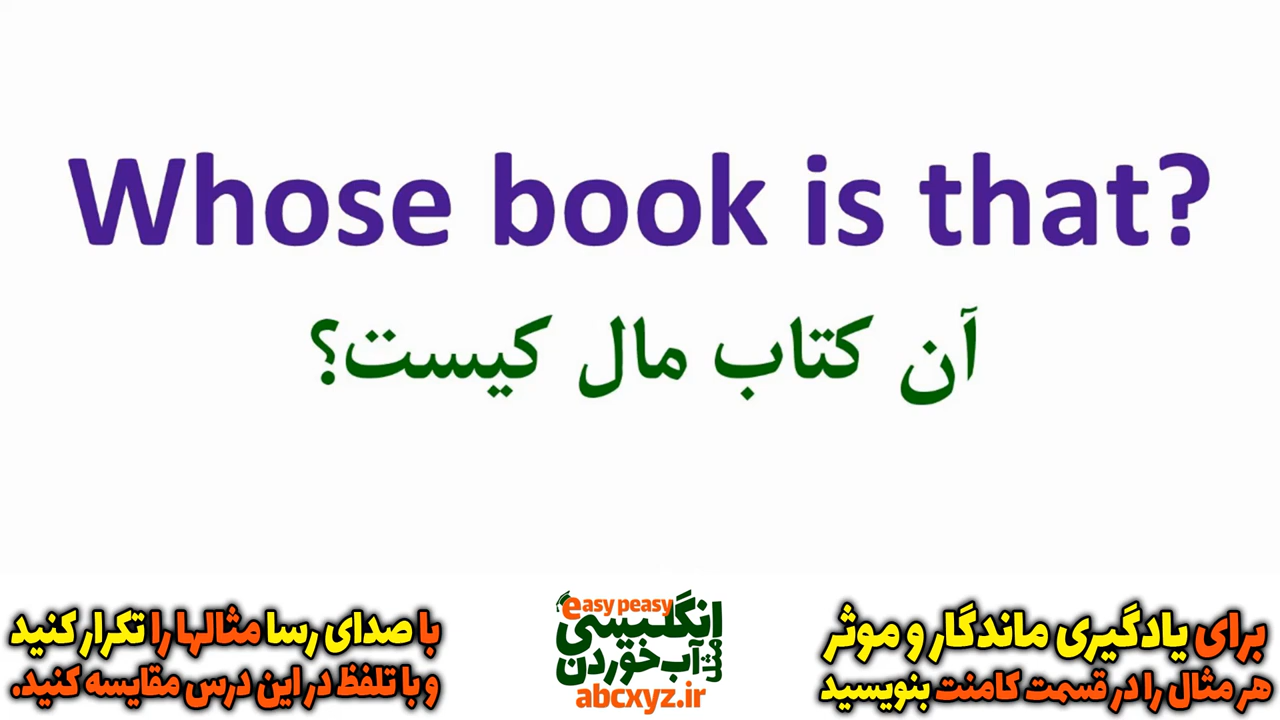 Whose book is that?
آن کتاب مال کیست؟
برای یادگیری ماندگار و موثر
هر مثال را در قسمت کامنت بنویسید
easy peasy
انگلیسی
مثل آب خوردن
abcxyz.ir
با صدای رسا مثالها را تکرار کنید
و با تلفظ در این درس مقایسه کنید.